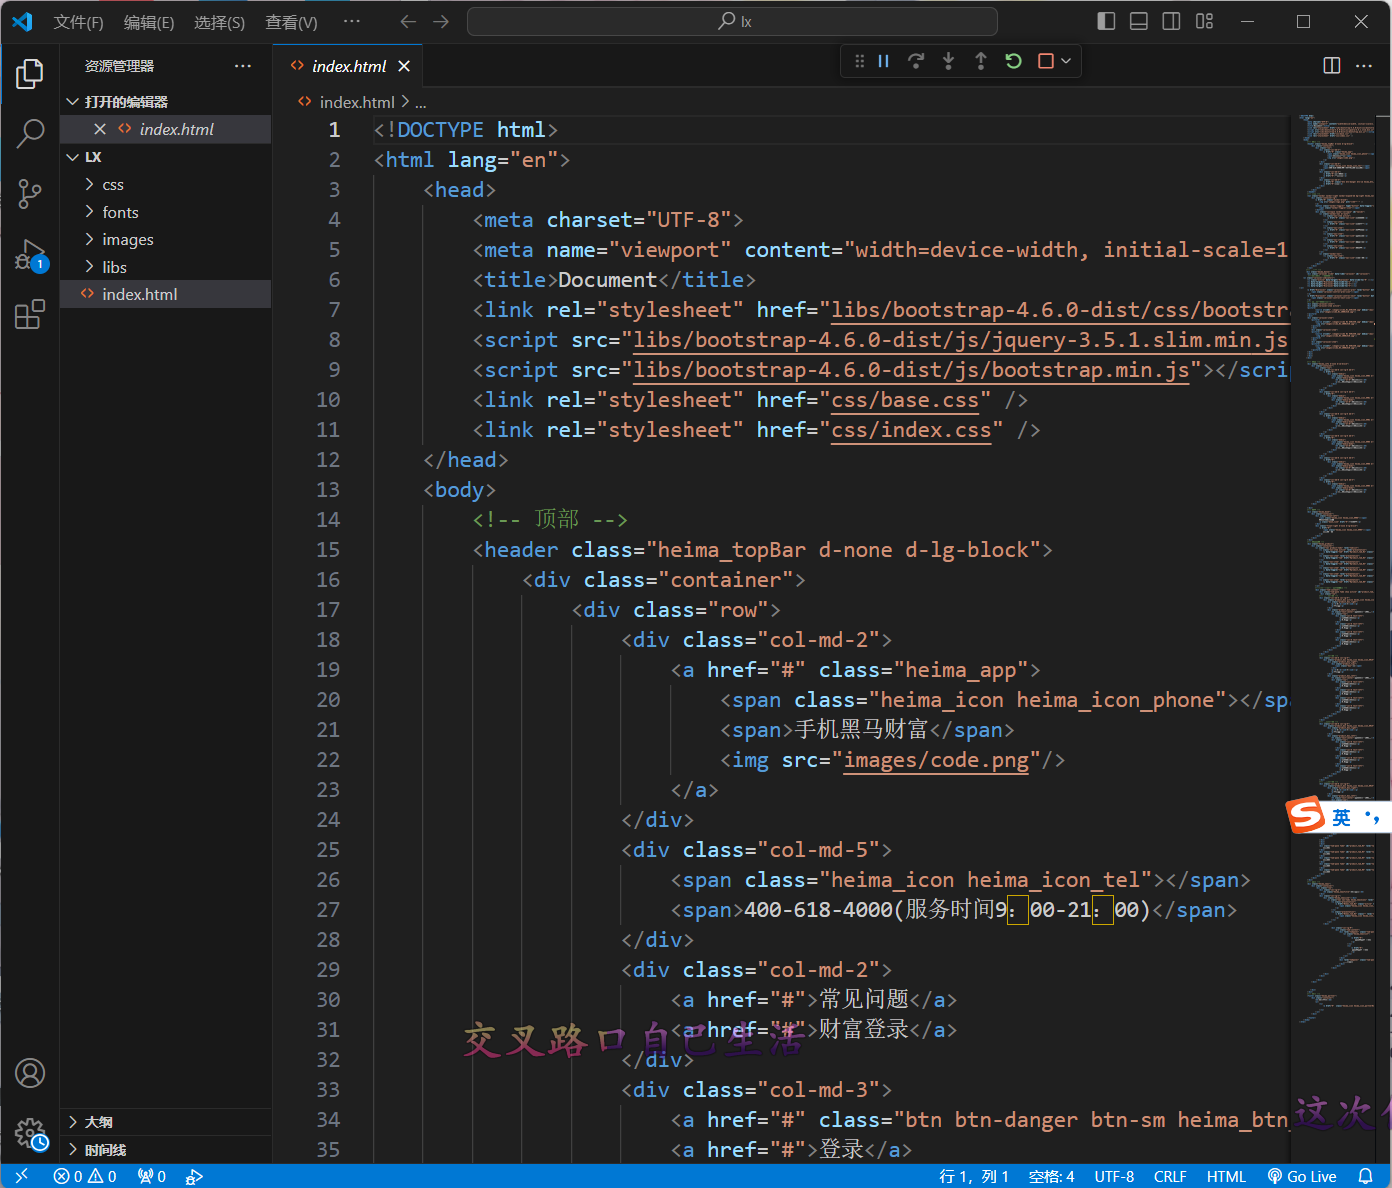 文件(F) 编辑(E) 选择(S) 查看(V) ··· lx
资源管理器 ···
index.html
打开的编辑器
index.html
LX
css
fonts
images
libs
index.html
大纲
时间线
index.html > ...
1 <!DOCTYPE html>
2 <html lang="en">
3 <head>
4 <meta charset="UTF-8">
5 <meta name="viewport" content="width=device-width, initial-scale=1
6 <title>Document</title>
7 <link rel="stylesheet" href="libs/bootstrap-4.6.0-dist/css/bootstr
8 <script src="libs/bootstrap-4.6.0-dist/js/jquery-3.5.1.slim.min.js
9 <script src="libs/bootstrap-4.6.0-dist/js/bootstrap.min.js"></scri
10 <link rel="stylesheet" href="css/base.css" />
11 <link rel="stylesheet" href="css/index.css" />
12 </head>
13 <body>
14 <!-- 顶部 -->
15 <header class="heima_topBar d-none d-lg-block">
16 <div class="container">
17 <div class="row">
18 <div class="col-md-2">
19 <a href="#" class="heima_app">
20 <span class="heima_icon heima_icon_phone"></spa
21 <span>手机黑马财富</span>
22 <img src="images/code.png"/>
23 </a>
24 </div>
25 <div class="col-md-5">
26 <span class="heima_icon heima_icon_tel"></span>
27 <span>400-618-4000(服务时间9：00-21：00)</span>
28 </div>
29 <div class="col-md-2">
30 <a href="#">常见问题</a>
31 <a href="#">财富登录</a>
32 </div>
33 <div class="col-md-3">
34 <a href="#" class="btn btn-danger btn-sm heima_btn_
35 <a href="#">登录</a>
交叉路口自己生活
这次
英 ·,
1
0 0 0 行 1，列 1 空格: 4 UTF-8 CRLF HTML Go Live